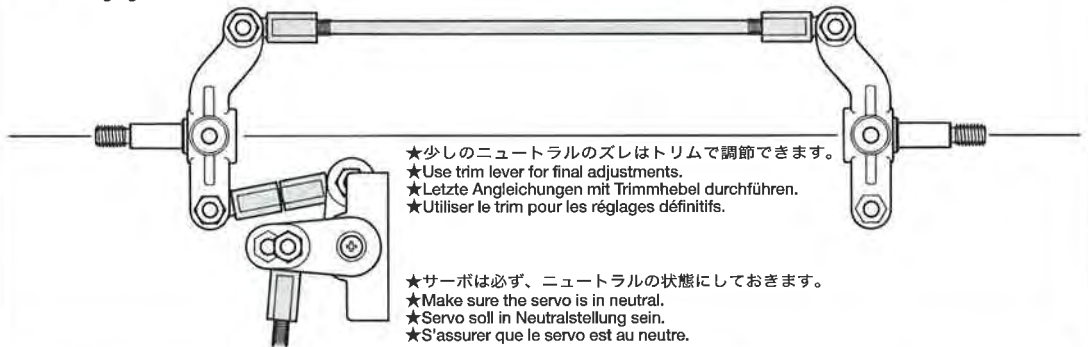 ★少しのニュートラルのズレはトリムで調節できます。
★Use trim lever for final adjustments.
★Letzte Angleichungen mit Trimmhebel durchführen.
★Utiliser le trim pour les réglages définitifs.
★サーボは必ず、ニュートラルの状態にしておきます。
★Make sure the servo is in neutral.
★Servo soll in Neutralstellung sein.
★S'assurer que le servo est au neutre.